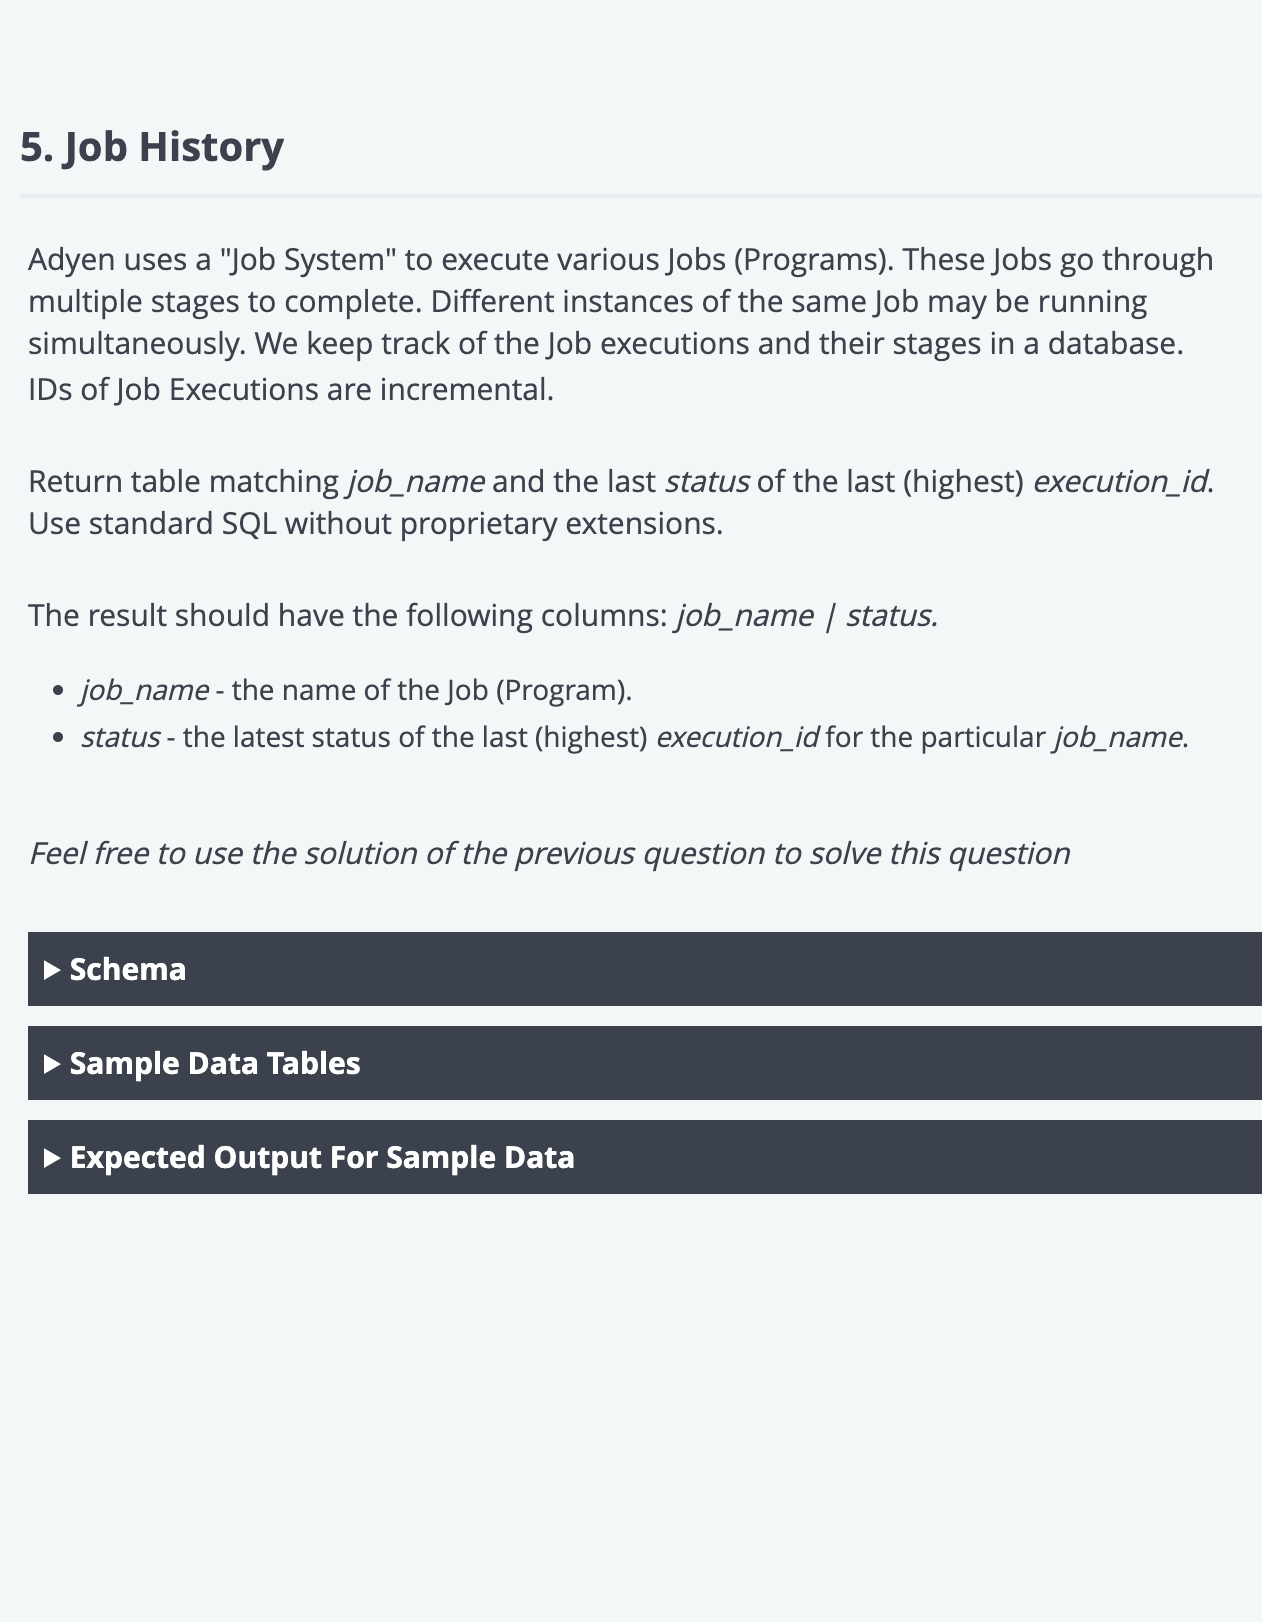 5. Job History
Adyen uses a "Job System" to execute various Jobs (Programs). These Jobs go through
multiple stages to complete. Different instances of the same Job may be running
simultaneously. We keep track of the Job executions and their stages in a database.
IDs of Job Executions are incremental.
Return table matching job_name and the last status of the last (highest) execution_id.
Use standard SQL without proprietary extensions.
The result should have the following columns: job_name | status.
• job_name - the name of the Job (Program).
• status - the latest status of the last (highest) execution_id for the particular job_name.
Feel free to use the solution of the previous question to solve this question
▶ Schema
▶ Sample Data Tables
▶ Expected Output For Sample Data